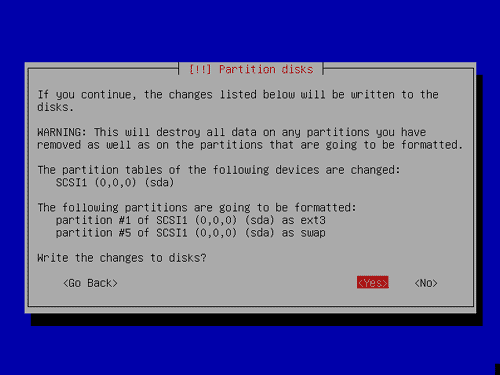 [!!] Partition disks
If you continue, the changes listed below will be written to the
disks.
WARNING: This will destroy all data on any partitions you have
removed as well as on the partitions that are going to be formatted.
The partition tables of the following devices are changed:
SCSI1 (0,0,0) (sda)
The following partitions are going to be formatted:
partition #1 of SCSI1 (0,0,0) (sda) as ext3
partition #5 of SCSI1 (0,0,0) (sda) as swap
Write the changes to disks?
<Go Back> <Yes> <No>